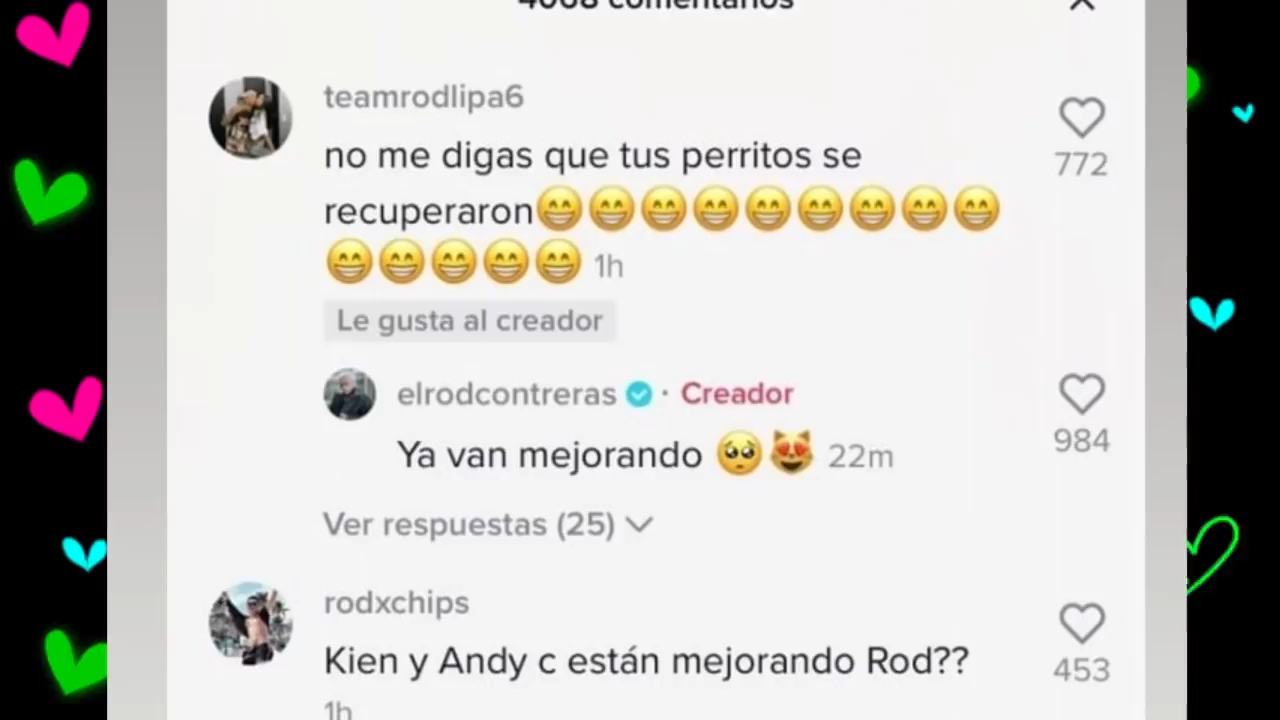 4068 comentarios
teamrodlipa6
772
no me digas que tus perritos se
recuperaron😁😁😁😁😁😁😁😁😁
😁😁😁😁😁 1h
Le gusta al creador
elrodcontreras · Creador
984
Ya van mejorando 🥺😻 22m
Ver respuestas (25)
rodxchips
453
Kien y Andy c están mejorando Rod??
1h